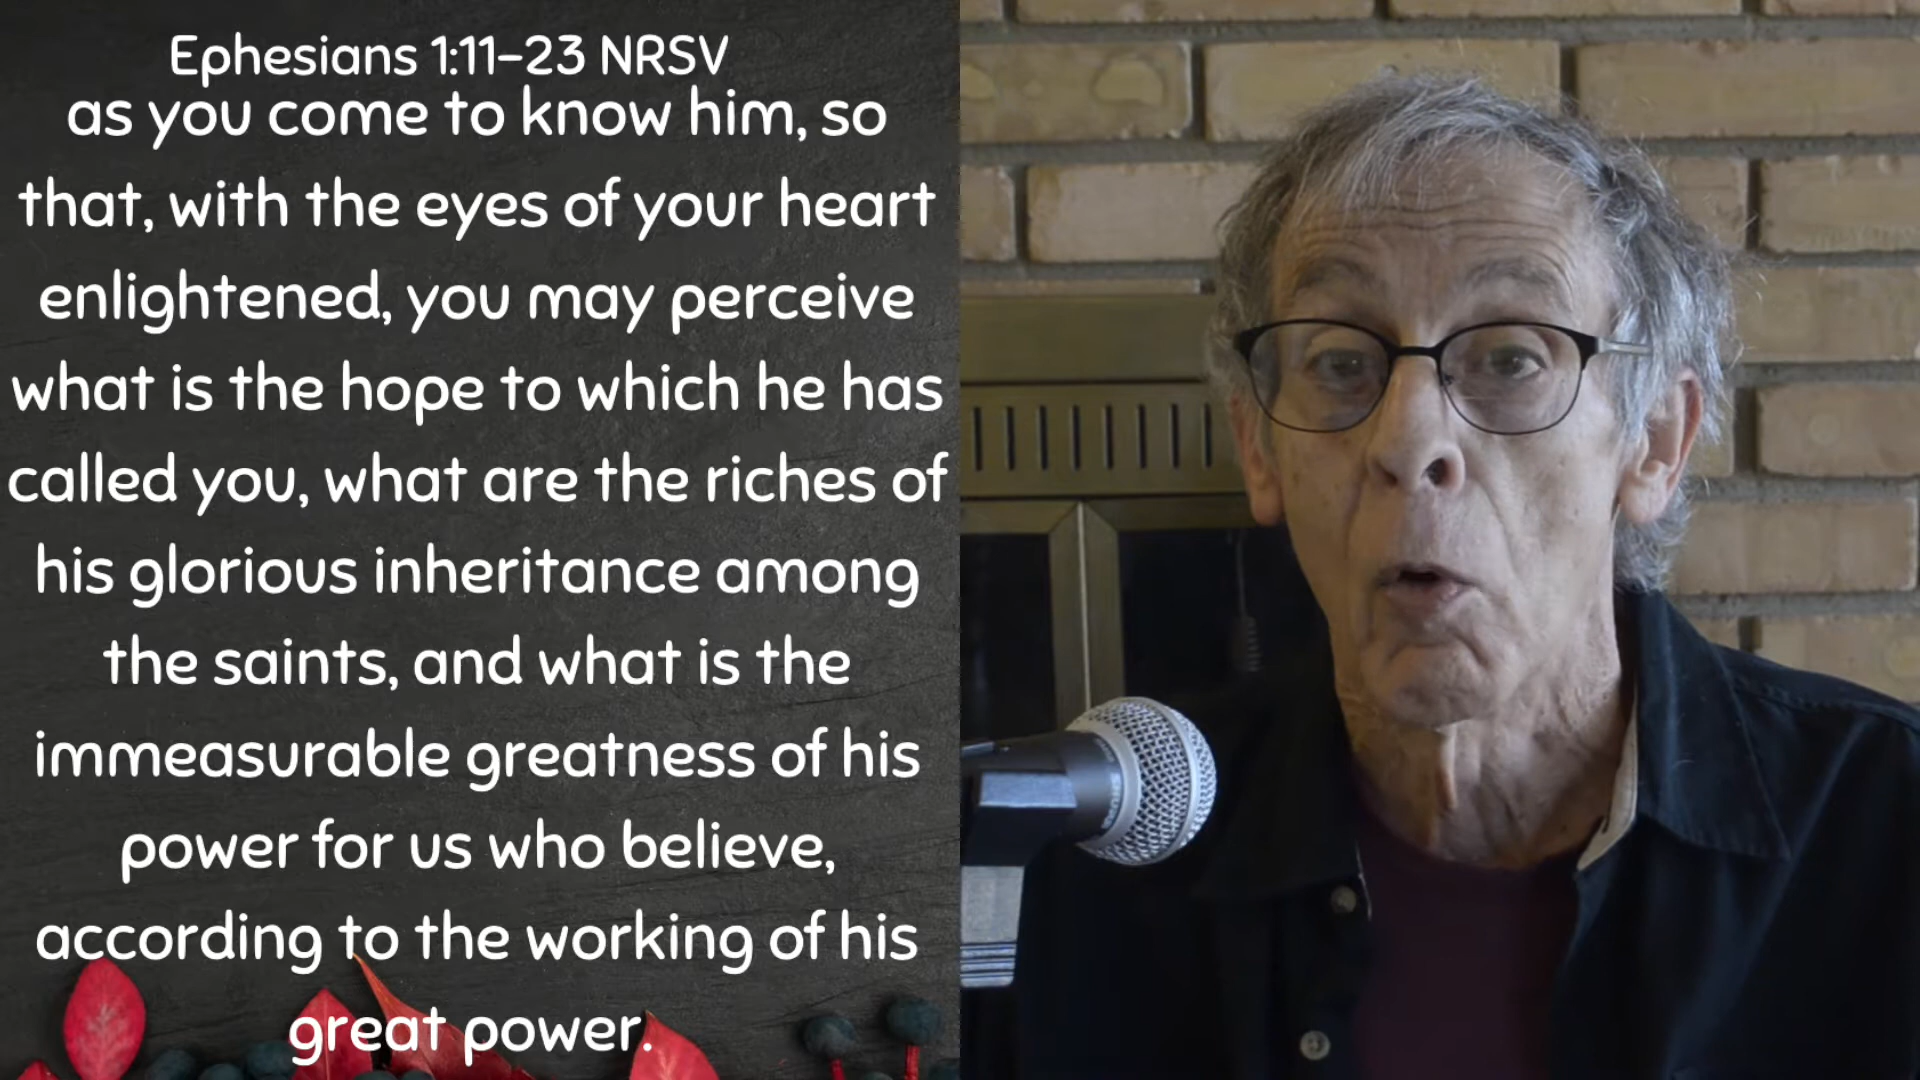 Ephesians 1:11-23 NRSV
as you come to know him, so
that, with the eyes of your heart
enlightened, you may perceive
what is the hope to which he has
called you, what are the riches of
his glorious inheritance among
the saints, and what is the
immeasurable greatness of his
power for us who believe,
according to the working of his
great power.